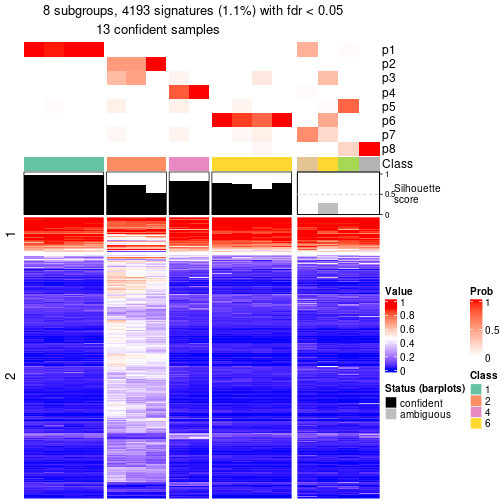 8 subgroups, 4193 signatures (1.1%) with fdr < 0.05
13 confident samples
p1
p2
p3
p4
p5
p6
p7
p8
Class
1
0.5
0
Silhouette
score
1
2
Value
1
0.8
0.6
0.4
0.2
0
Prob
1
0.5
0
Status (barplots)
confident
ambiguous
Class
1
2
4
6